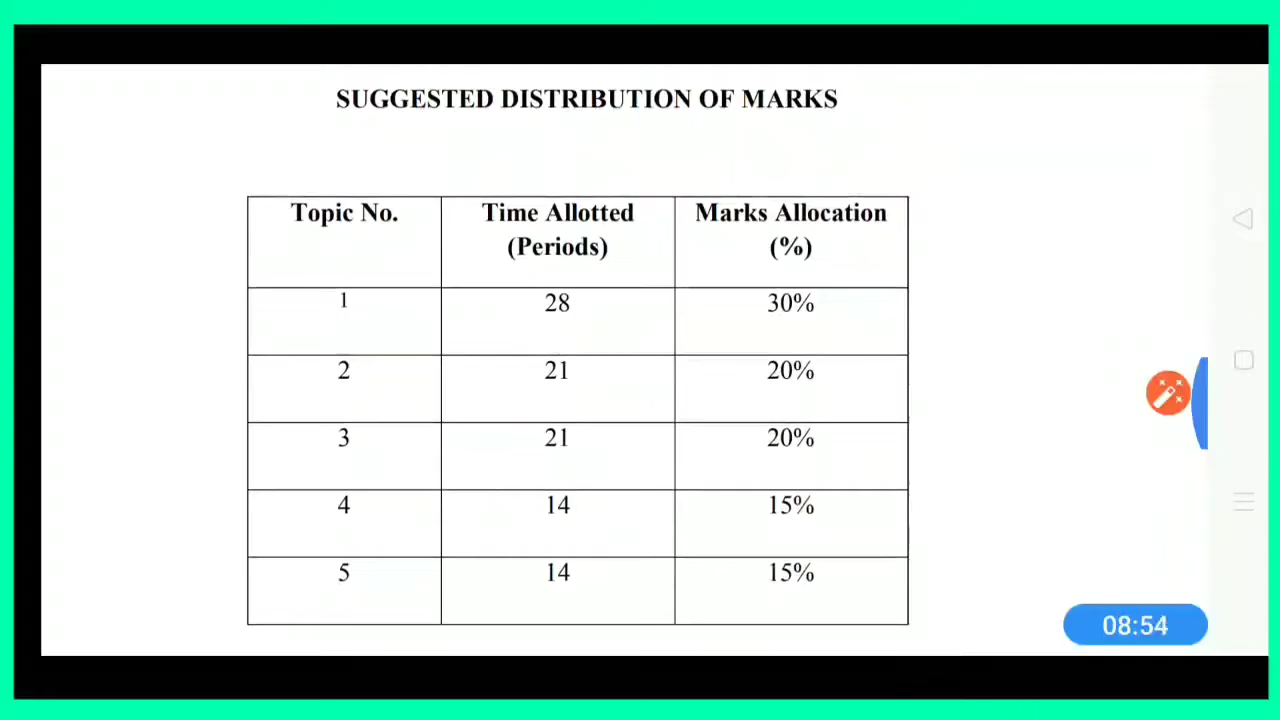 SUGGESTED DISTRIBUTION OF MARKS
Topic No. Time Allotted Marks Allocation
(Periods) (%)
1 28 30%
2 21 20%
3 21 20%
4 14 15%
5 14 15%
08:54